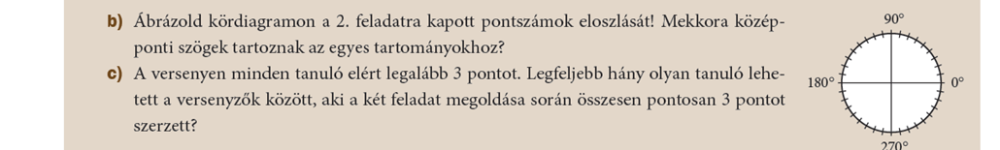 b) Ábrázold kördiagramon a 2. feladatra kapott pontszámok eloszlását! Mekkora közép-
ponti szögek tartoznak az egyes tartományokhoz?
c) A versenyen minden tanuló elért legalább 3 pontot. Legfeljebb hány olyan tanuló lehe-
tett a versenyzők között, aki a két feladat megoldása során összesen pontosan 3 pontot
szerzett?
90°
180°
0°
270°